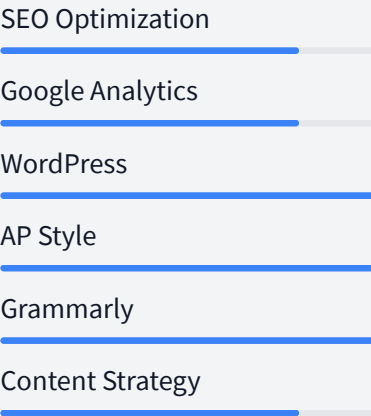 SEO Optimization
Google Analytics
WordPress
AP Style
Grammarly
Content Strategy